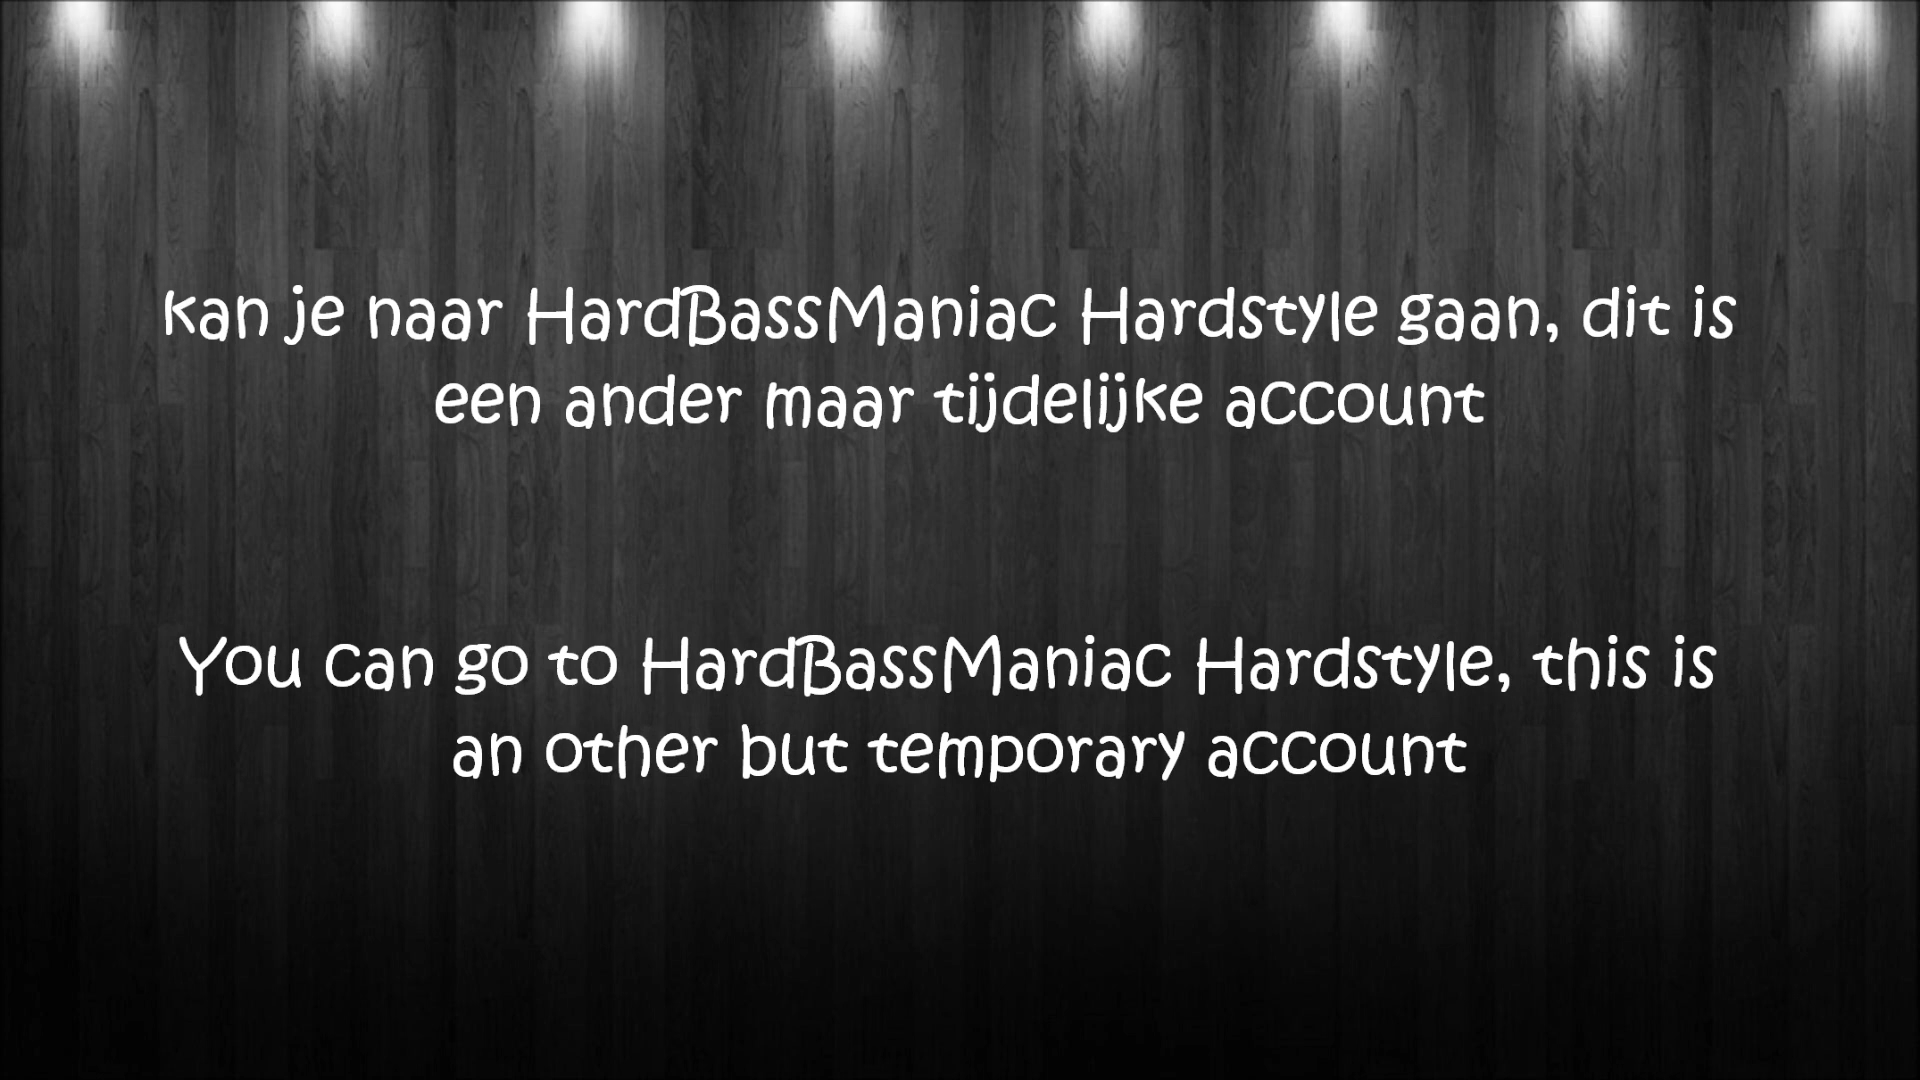 kan je naar HardBassManiac Hardstyle gaan, dit is
een ander maar tijdelijke account
You can go to HardBassManiac Hardstyle, this is
an other but temporary account